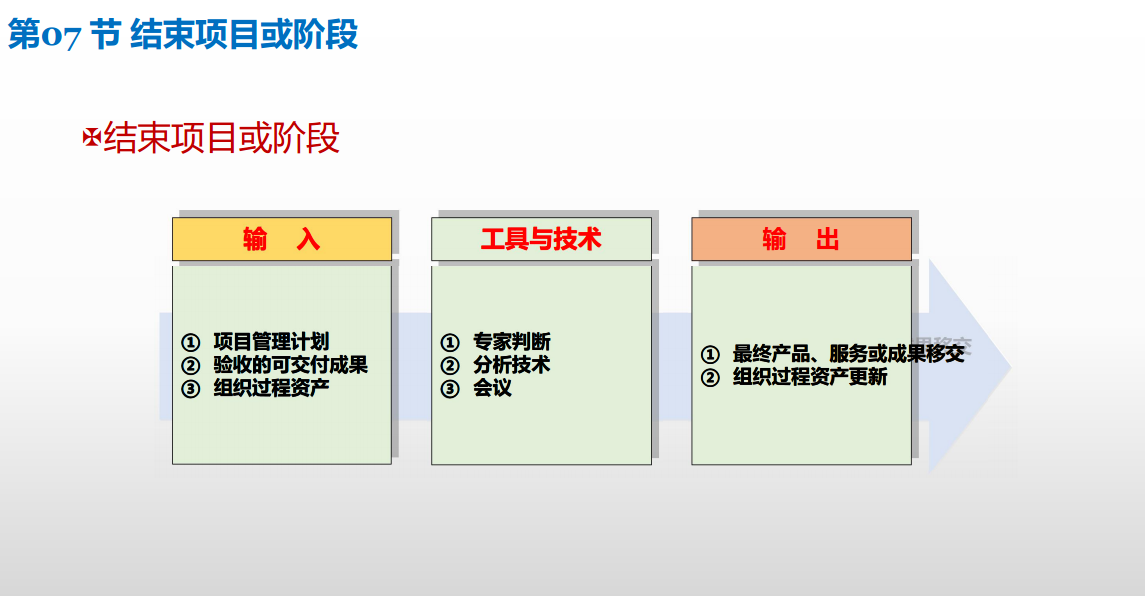 第07 节 结束项目或阶段
✠结束项目或阶段
输 入
① 项目管理计划
② 验收的可交付成果
③ 组织过程资产
工具与技术
① 专家判断
② 分析技术
③ 会议
输 出
① 最终产品、服务或成果移交
② 组织过程资产更新